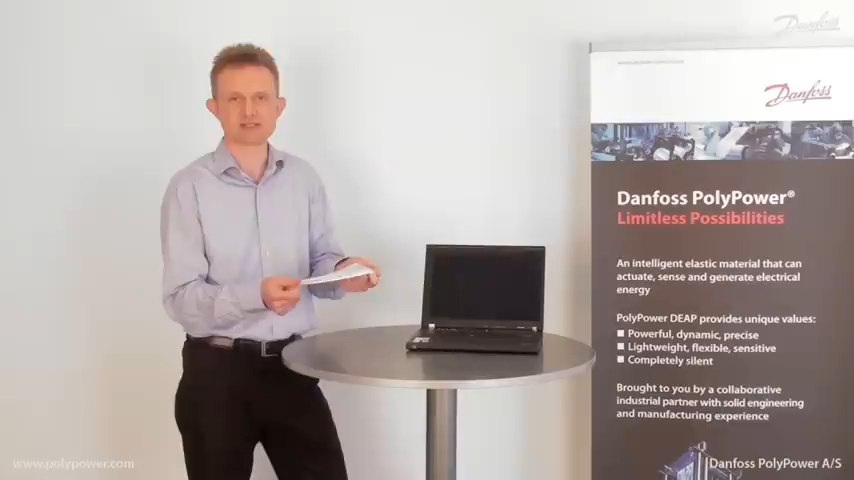 Danfoss
Danfoss
Danfoss PolyPower®
Limitless Possibilities
An intelligent elastic material that can
actuate, sense and generate electrical
energy
PolyPower DEAP provides unique values:
Powerful, dynamic, precise
Lightweight, flexible, sensitive
Completely silent
Brought to you by a collaborative
industrial partner with solid engineering
and manufacturing experience
www.polypower.com
Danfoss PolyPower A/S